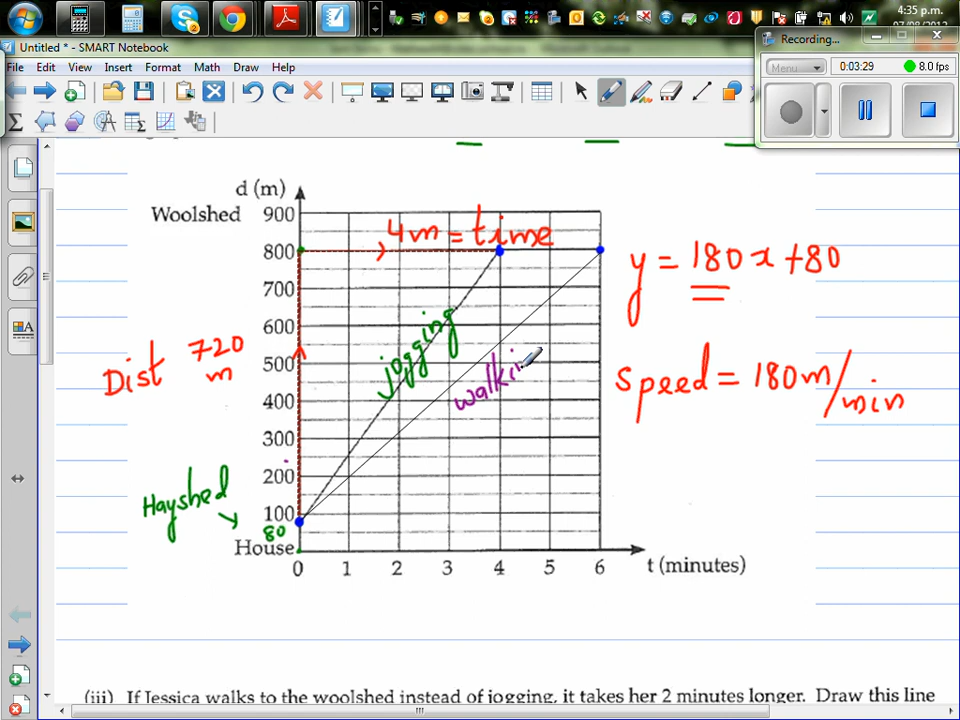 4:35 p.m.
07/08/2012
Untitled * - SMART Notebook
Recording...
File Edit View Insert Format Math Draw Help
Menu
0:03:29
8.0 fps
d (m)
Woolshed 900
,4m = time
800
y = 180x +80
700
600
jogging
Dist 720 m
500
walki
speed = 180m/min
400
300
200
Hayshed
100
80
House
0 1 2 3 4 5 6 t (minutes)
(iii) If Jessica walks to the woolshed instead of jogging, it takes her 2 minutes longer. Draw this line